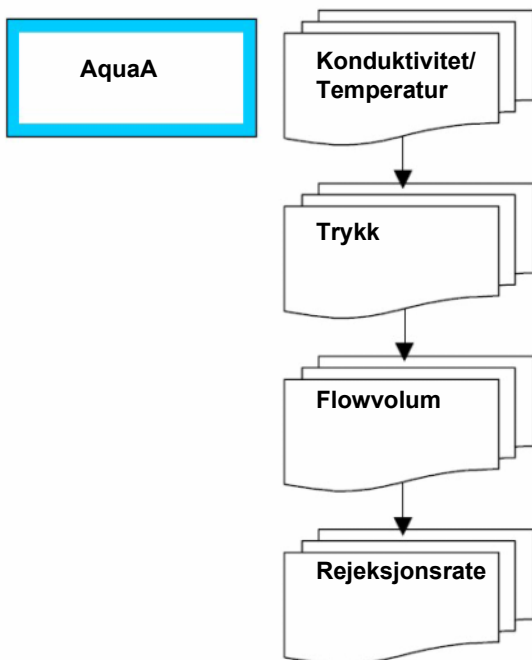 AquaA
Konduktivitet/
Temperatur
Trykk
Flowvolum
Rejeksjonsrate